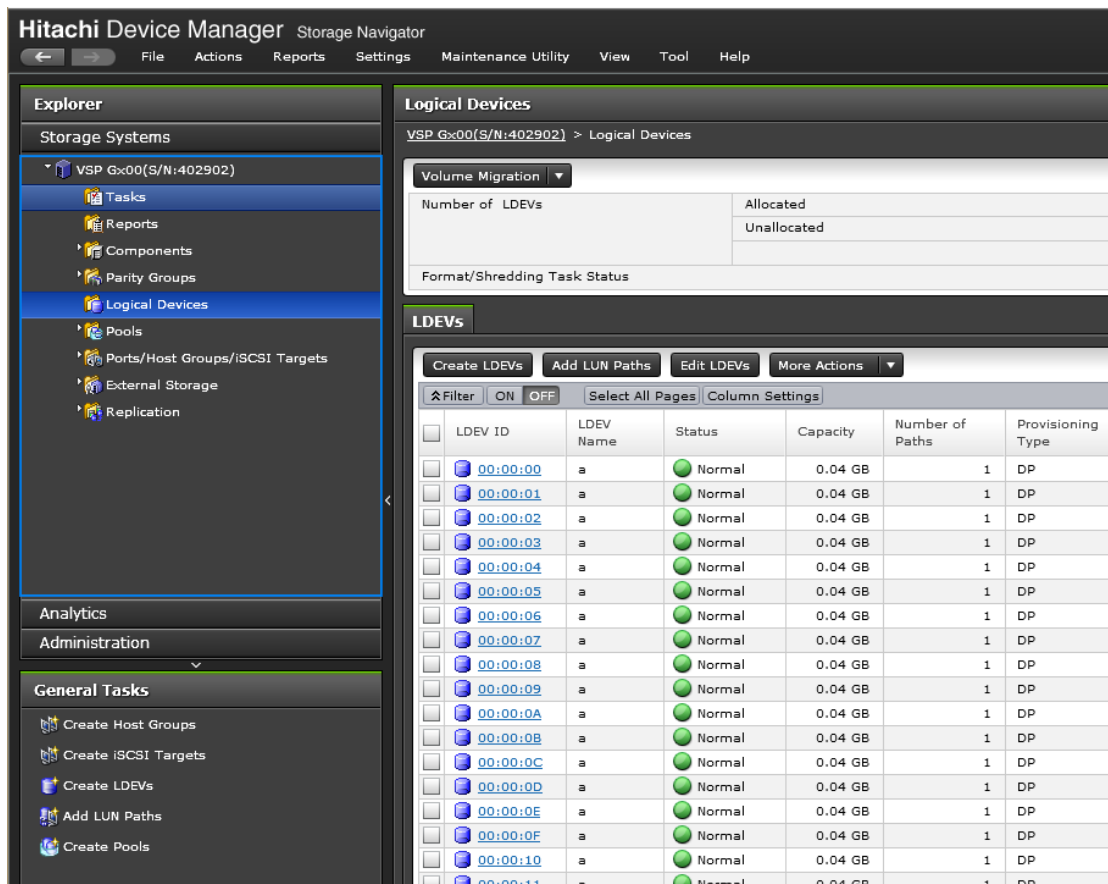 Hitachi Device Manager Storage Navigator
File Actions Reports Settings Maintenance Utility View Tool Help
Explorer
Storage Systems
VSP Gx00(S/N:402902)
Tasks
Reports
Components
Parity Groups
Logical Devices
Pools
Ports/Host Groups/iSCSI Targets
External Storage
Replication
Analytics
Administration
General Tasks
Create Host Groups
Create iSCSI Targets
Create LDEVs
Add LUN Paths
Create Pools
Logical Devices
VSP Gx00(S/N:402902) > Logical Devices
Volume Migration
Number of LDEVs Allocated
Unallocated
Format/Shredding Task Status
LDEVs
Create LDEVs Add LUN Paths Edit LDEVs More Actions
Filter ON OFF Select All Pages Column Settings
LDEV ID LDEV Name Status Capacity Number of Paths Provisioning Type
00:00:00 a Normal 0.04 GB 1 DP
00:00:01 a Normal 0.04 GB 1 DP
00:00:02 a Normal 0.04 GB 1 DP
00:00:03 a Normal 0.04 GB 1 DP
00:00:04 a Normal 0.04 GB 1 DP
00:00:05 a Normal 0.04 GB 1 DP
00:00:06 a Normal 0.04 GB 1 DP
00:00:07 a Normal 0.04 GB 1 DP
00:00:08 a Normal 0.04 GB 1 DP
00:00:09 a Normal 0.04 GB 1 DP
00:00:0A a Normal 0.04 GB 1 DP
00:00:0B a Normal 0.04 GB 1 DP
00:00:0C a Normal 0.04 GB 1 DP
00:00:0D a Normal 0.04 GB 1 DP
00:00:0E a Normal 0.04 GB 1 DP
00:00:0F a Normal 0.04 GB 1 DP
00:00:10 a Normal 0.04 GB 1 DP
00:00:11 a Normal 0.04 GB 1 DP